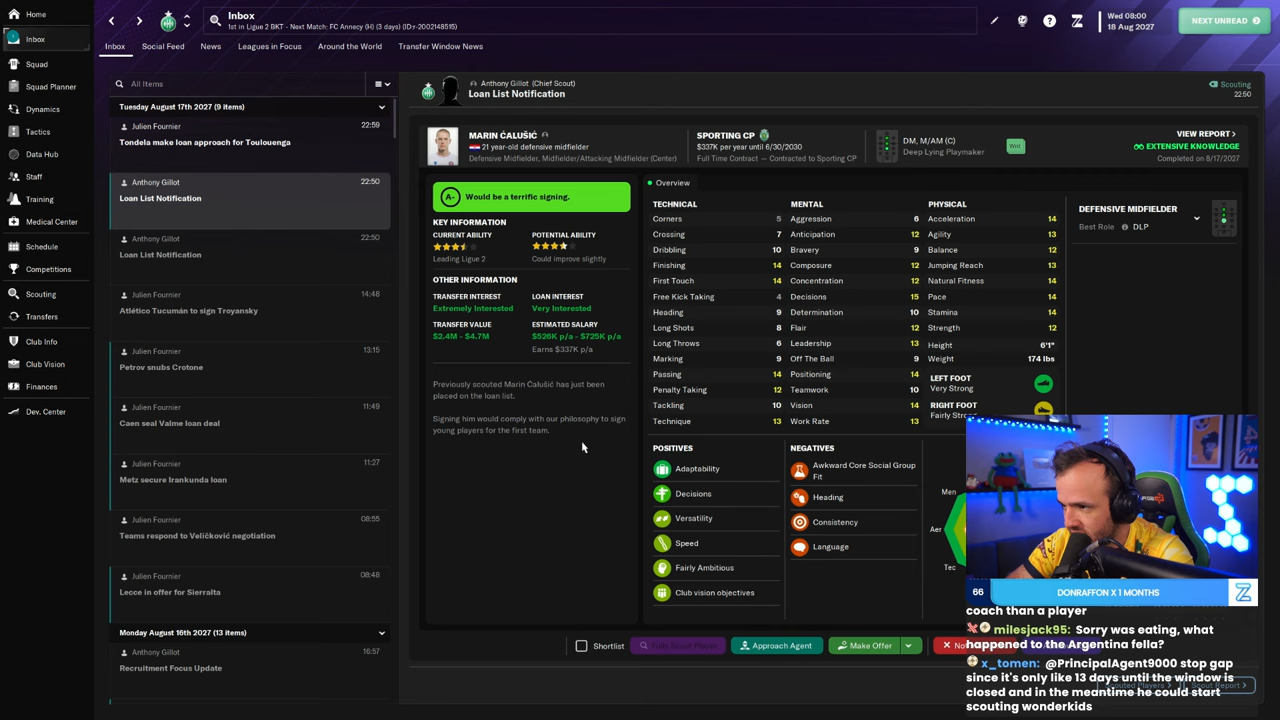 Home
Inbox
Squad
Squad Planner
Dynamics
Tactics
Data Hub
Staff
Training
Medical Center
Schedule
Competitions
Scouting
Transfers
Club Info
Club Vision
Finances
Dev. Center
Inbox
1st in Ligue 2 BKT - Next Match: FC Annecy (H) (3 days) (ID:r-2002148515)
Wed 08:00
18 Aug 2027
NEXT UNREAD
Inbox
Social Feed
News
Leagues in Focus
Around the World
Transfer Window News
All Items
Tuesday August 17th 2027 (9 items)
Julien Fournier 22:59
Tondela make loan approach for Toulouenga
Anthony Gillot 22:50
Loan List Notification
Anthony Gillot 22:50
Loan List Notification
Julien Fournier 14:48
Atlético Tucumán to sign Troyansky
Julien Fournier 13:15
Petrov snubs Crotone
Julien Fournier 11:49
Caen seal Valme loan deal
Julien Fournier 11:27
Metz secure Irankunda loan
Julien Fournier 08:55
Teams respond to Veličković negotiation
Julien Fournier 08:48
Lecce in offer for Sierralta
Monday August 16th 2027 (13 items)
Anthony Gillot 16:57
Recruitment Focus Update
Anthony Gillot (Chief Scout)
Loan List Notification
Scouting
22:50
MARIN ĆALUŠIĆ
21 year-old defensive midfielder
Defensive Midfielder, Midfielder/Attacking Midfielder (Center)
SPORTING CP
$337K per year until 6/30/2030
Full Time Contract — Contracted to Sporting CP
DM, M/AM (C)
Deep Lying Playmaker
Wnt
VIEW REPORT
EXTENSIVE KNOWLEDGE
Completed on 8/17/2027
A- Would be a terrific signing.
KEY INFORMATION
CURRENT ABILITY
Leading Ligue 2
POTENTIAL ABILITY
Could improve slightly
OTHER INFORMATION
TRANSFER INTEREST
Extremely Interested
LOAN INTEREST
Very Interested
TRANSFER VALUE
$2.4M - $4.7M
ESTIMATED SALARY
$526K p/a - $725K p/a
Earns $337K p/a
Previously scouted Marin Ćalušić has just been
placed on the loan list.
Signing him would comply with our philosophy to sign
young players for the first team.
Overview
TECHNICAL
Corners 5
Crossing 7
Dribbling 10
Finishing 14
First Touch 14
Free Kick Taking 4
Heading 9
Long Shots 8
Long Throws 6
Marking 9
Passing 14
Penalty Taking 12
Tackling 10
Technique 13
MENTAL
Aggression 6
Anticipation 12
Bravery 9
Composure 12
Concentration 12
Decisions 15
Determination 10
Flair 12
Leadership 13
Off The Ball 9
Positioning 14
Teamwork 10
Vision 14
Work Rate 13
PHYSICAL
Acceleration 14
Agility 13
Balance 12
Jumping Reach 13
Natural Fitness 14
Pace 14
Stamina 14
Strength 12
Height 6'1"
Weight 174 lbs
LEFT FOOT
Very Strong
RIGHT FOOT
Fairly Strong
DEFENSIVE MIDFIELDER
Best Role DLP
POSITIVES
Adaptability
Decisions
Versatility
Speed
Fairly Ambitious
Club vision objectives
NEGATIVES
Awkward Core Social Group
Fit
Heading
Consistency
Language
Men
Aer
Tec
Shortlist
Approach Agent
Make Offer
66
DONRAFFON X 1 MONTHS
coach than a player
milesjack95: Sorry was eating, what
happened to the Argentina fella?
x_tomen: @PrincipalAgent9000 stop gap
since it's only like 13 days until the window is
closed and in the meantime he could start
scouting wonderkids